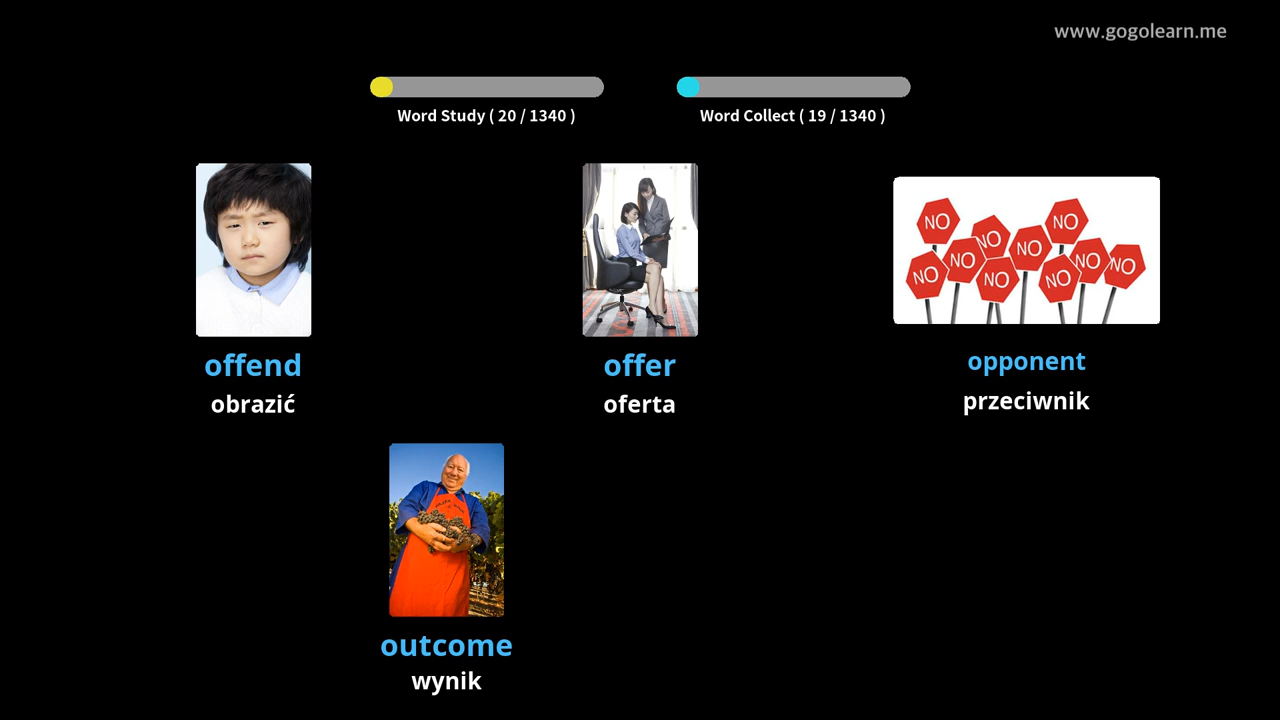 www.gogolearn.me
Word Study ( 20 / 1340 )
Word Collect ( 19 / 1340 )
NO
NO
NO
NO
NO
NO
NO
NO
NO
NO
offend
obrazić
offer
oferta
opponent
przeciwnik
outcome
wynik